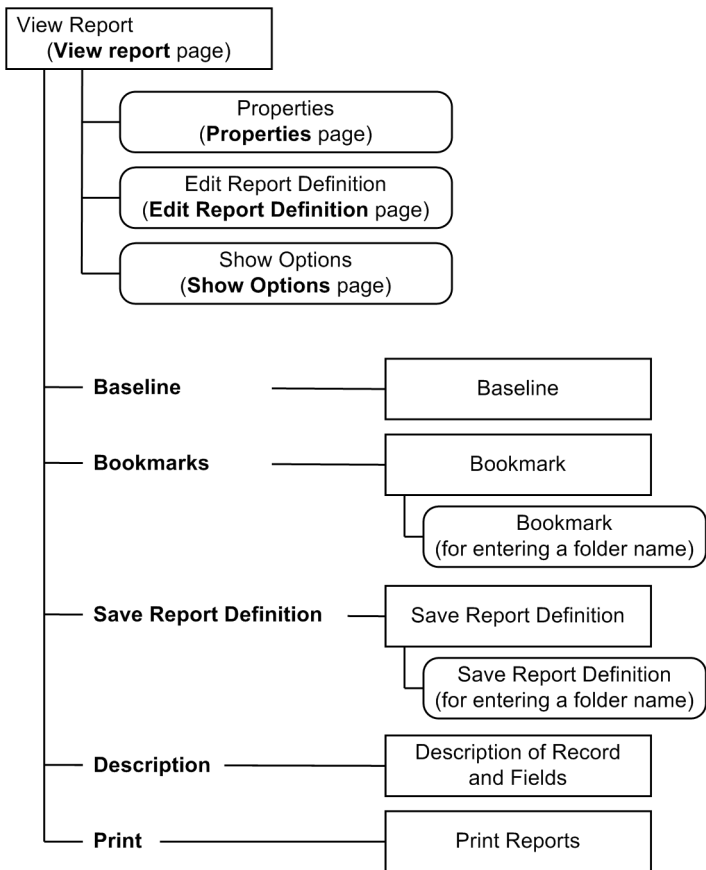 View Report
(View report page)
Properties
(Properties page)
Edit Report Definition
(Edit Report Definition page)
Show Options
(Show Options page)
Baseline
Baseline
Bookmarks
Bookmark
Bookmark
(for entering a folder name)
Save Report Definition
Save Report Definition
Save Report Definition
(for entering a folder name)
Description
Description of Record
and Fields
Print
Print Reports